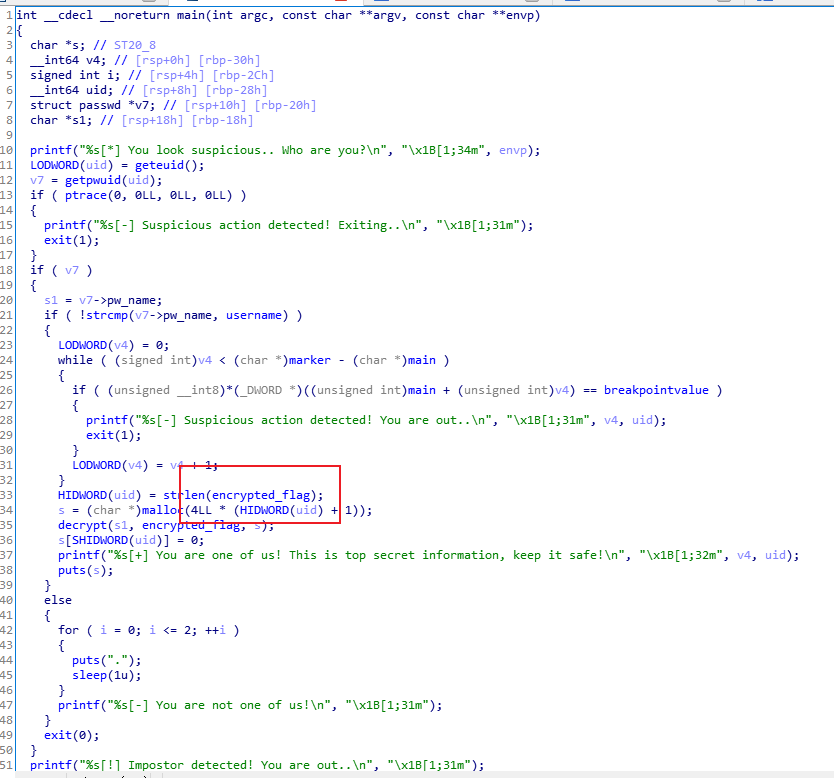 1 int __cdecl __noreturn main(int argc, const char **argv, const char **envp)
2 {
3 char *s; // ST20_8
4 __int64 v4; // [rsp+0h] [rbp-30h]
5 signed int i; // [rsp+4h] [rbp-2Ch]
6 __int64 uid; // [rsp+8h] [rbp-28h]
7 struct passwd *v7; // [rsp+10h] [rbp-20h]
8 char *s1; // [rsp+18h] [rbp-18h]
9
10 printf("%s[*] You look suspicious.. Who are you?\n", "\x1B[1;34m", envp);
11 LODWORD(uid) = geteuid();
12 v7 = getpwuid(uid);
13 if ( ptrace(0, 0LL, 0LL, 0LL) )
14 {
15 printf("%s[-] Suspicious action detected! Exiting..\n", "\x1B[1;31m");
16 exit(1);
17 }
18 if ( v7 )
19 {
20 s1 = v7->pw_name;
21 if ( !strcmp(v7->pw_name, username) )
22 {
23 LODWORD(v4) = 0;
24 while ( (signed int)v4 < (char *)marker - (char *)main )
25 {
26 if ( (unsigned __int8)*(_DWORD *)((unsigned int)main + (unsigned int)v4) == breakpointvalue )
27 {
28 printf("%s[-] Suspicious action detected! You are out..\n", "\x1B[1;31m", v4, uid);
29 exit(1);
30 }
31 LODWORD(v4) = v4 + 1;
32 }
33 HIDWORD(uid) = strlen(encrypted_flag);
34 s = (char *)malloc(4LL * (HIDWORD(uid) + 1));
35 decrypt(s1, encrypted_flag, s);
36 s[SHIDWORD(uid)] = 0;
37 printf("%s[+] You are one of us! This is top secret information, keep it safe!\n", "\x1B[1;32m", v4, uid);
38 puts(s);
39 }
40 else
41 {
42 for ( i = 0; i <= 2; ++i )
43 {
44 puts(".");
45 sleep(1u);
46 }
47 printf("%s[-] You are not one of us!\n", "\x1B[1;31m");
48 }
49 exit(0);
50 }
51 printf("%s[!] Impostor detected! You are out..\n", "\x1B[1;31m");